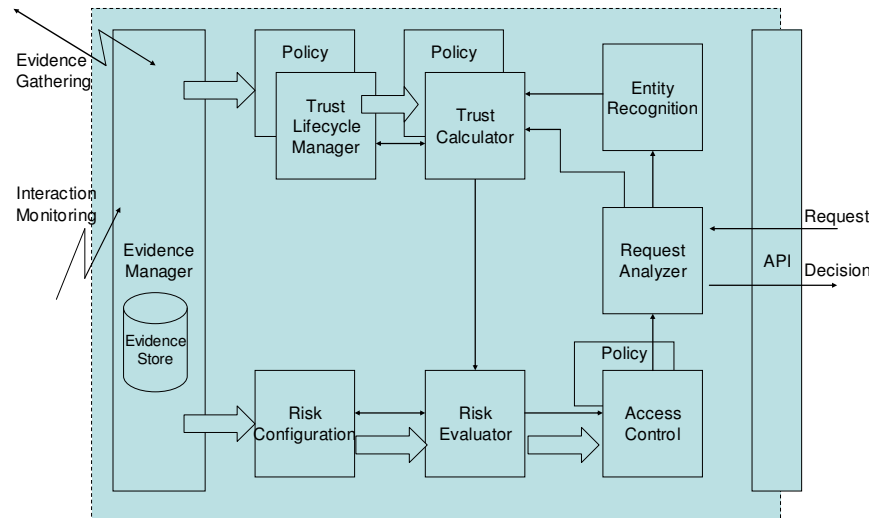 Evidence
Gathering
Policy
Policy
Trust
Lifecycle
Manager
Trust
Calculator
Entity
Recognition
Interaction
Monitoring
Evidence
Manager
Evidence
Store
Request
Analyzer
Request
API
Decision
Policy
Risk
Configuration
Risk
Evaluator
Access
Control